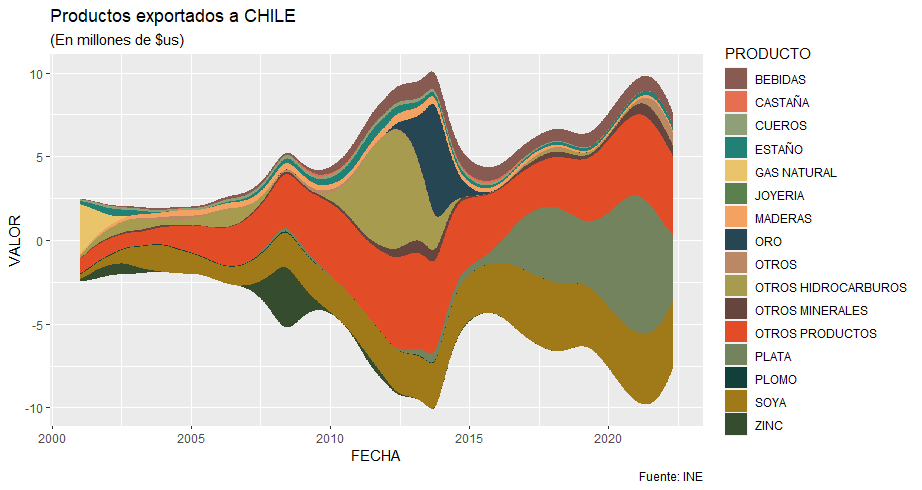 Productos exportados a CHILE
(En millones de $us)
10
5
0
-5
-10
VALOR
2000
2005
2010
2015
2020
FECHA
PRODUCTO
BEBIDAS
CASTAÑA
CUEROS
ESTAÑO
GAS NATURAL
JOYERIA
MADERAS
ORO
OTROS
OTROS HIDROCARBUROS
OTROS MINERALES
OTROS PRODUCTOS
PLATA
PLOMO
SOYA
ZINC
Fuente: INE